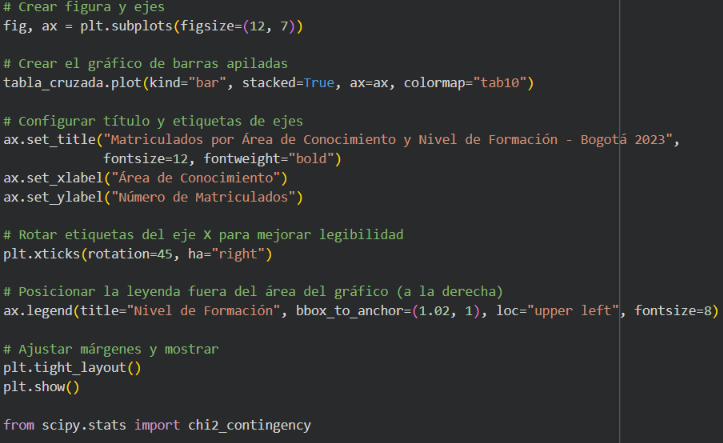 # Crear figura y ejes
fig, ax = plt.subplots(figsize=(12, 7))
# Crear el gráfico de barras apiladas
tabla_cruzada.plot(kind="bar", stacked=True, ax=ax, colormap="tab10")
# Configurar título y etiquetas de ejes
ax.set_title("Matriculados por Área de Conocimiento y Nivel de Formación - Bogotá 2023",
             fontsize=12, fontweight="bold")
ax.set_xlabel("Área de Conocimiento")
ax.set_ylabel("Número de Matriculados")
# Rotar etiquetas del eje X para mejorar legibilidad
plt.xticks(rotation=45, ha="right")
# Posicionar la leyenda fuera del área del gráfico (a la derecha)
ax.legend(title="Nivel de Formación", bbox_to_anchor=(1.02, 1), loc="upper left", fontsize=8)
# Ajustar márgenes y mostrar
plt.tight_layout()
plt.show()
from scipy.stats import chi2_contingency